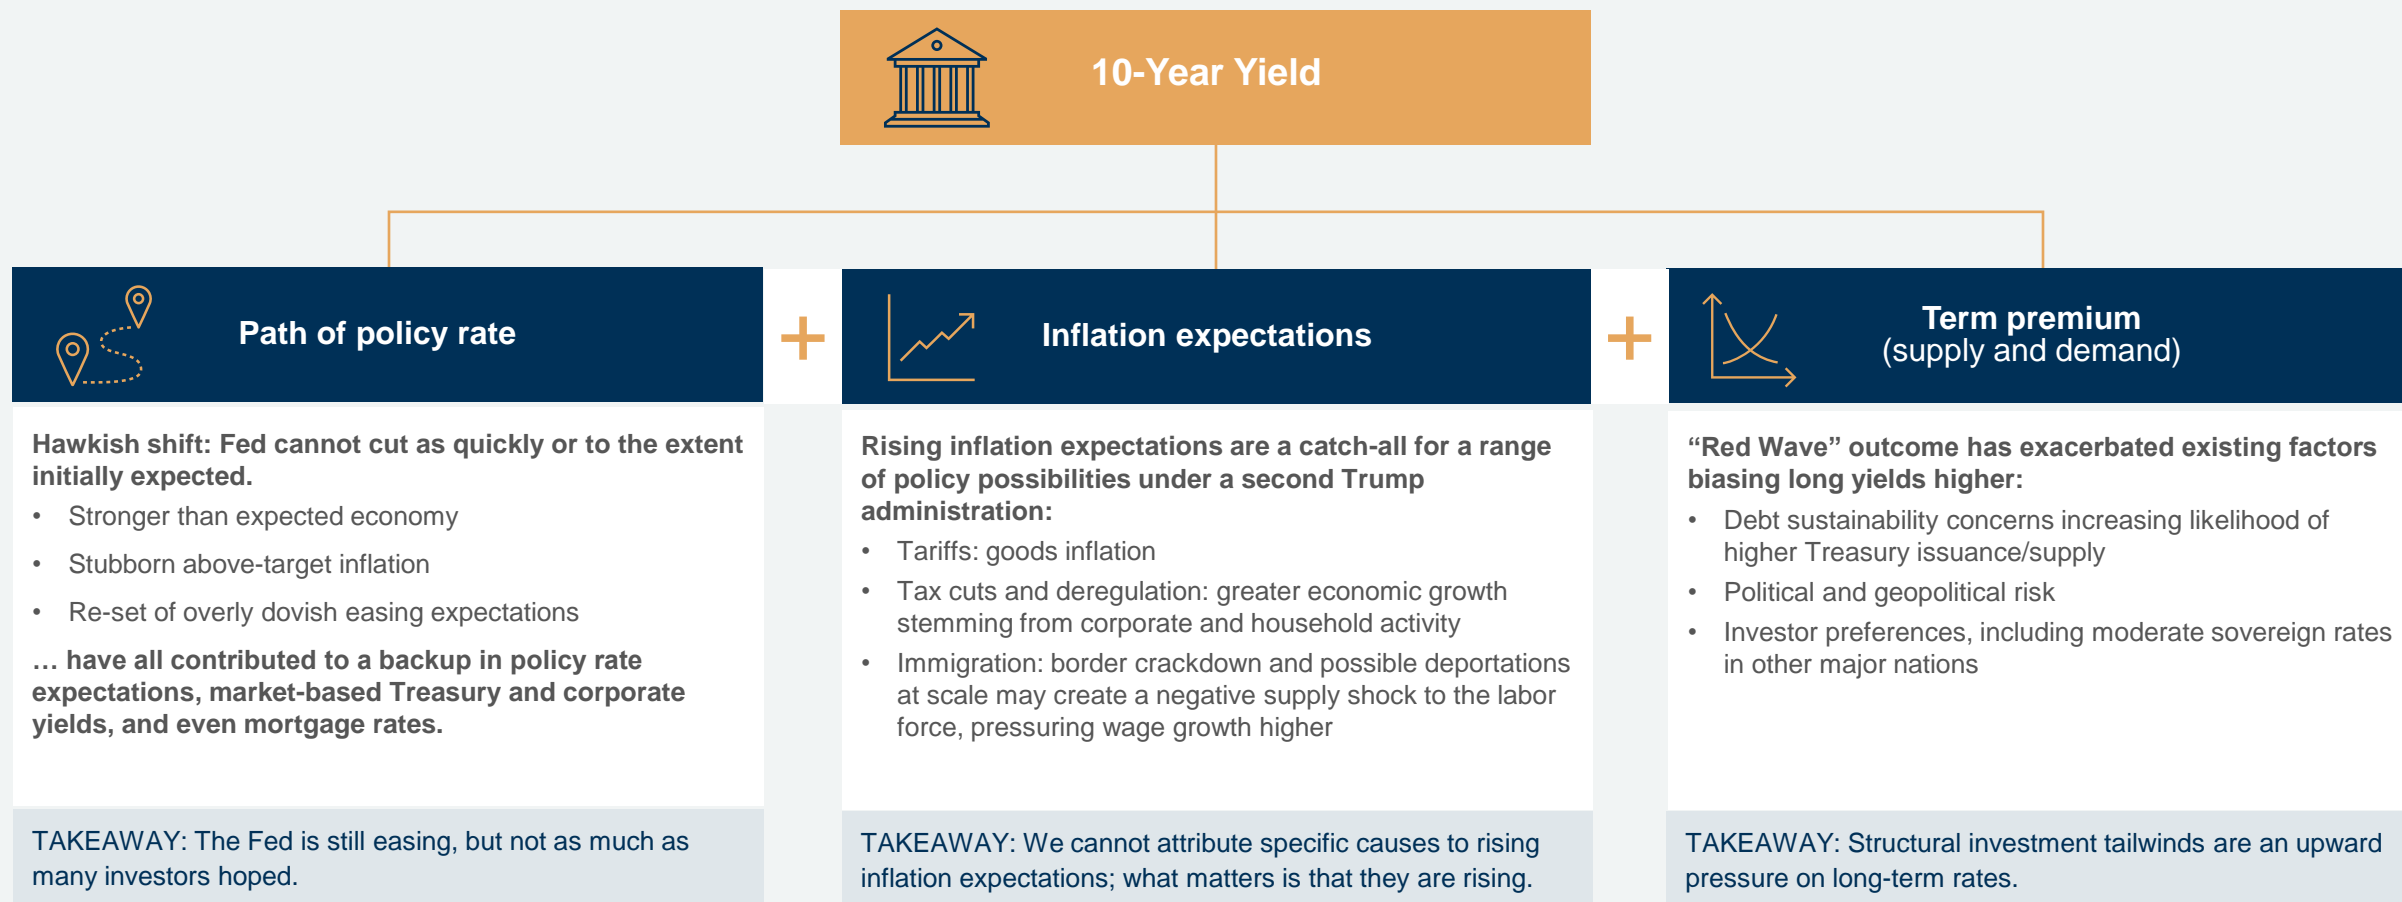 10-Year Yield
Path of policy rate
+
Inflation expectations
+
Term premium
(supply and demand)
Hawkish shift: Fed cannot cut as quickly or to the extent
initially expected.
• Stronger than expected economy
• Stubborn above-target inflation
• Re-set of overly dovish easing expectations
… have all contributed to a backup in policy rate
expectations, market-based Treasury and corporate
yields, and even mortgage rates.
TAKEAWAY: The Fed is still easing, but not as much as
many investors hoped.
Rising inflation expectations are a catch-all for a range
of policy possibilities under a second Trump
administration:
• Tariffs: goods inflation
• Tax cuts and deregulation: greater economic growth
stemming from corporate and household activity
• Immigration: border crackdown and possible deportations
at scale may create a negative supply shock to the labor
force, pressuring wage growth higher
TAKEAWAY: We cannot attribute specific causes to rising
inflation expectations; what matters is that they are rising.
“Red Wave” outcome has exacerbated existing factors
biasing long yields higher:
• Debt sustainability concerns increasing likelihood of
higher Treasury issuance/supply
• Political and geopolitical risk
• Investor preferences, including moderate sovereign rates
in other major nations
TAKEAWAY: Structural investment tailwinds are an upward
pressure on long-term rates.